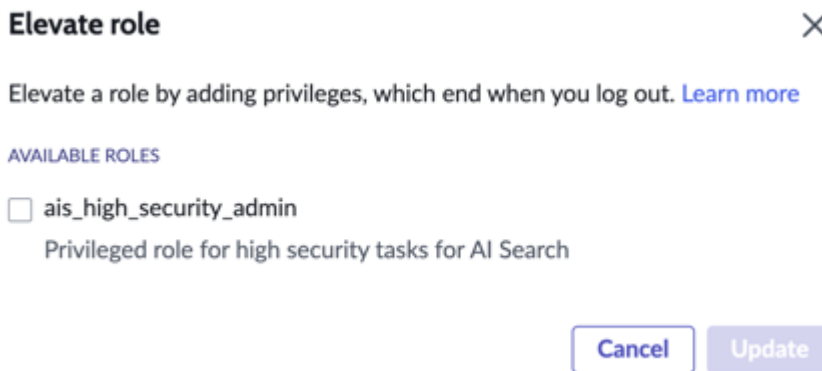 Elevate role
Elevate a role by adding privileges, which end when you log out. Learn more
AVAILABLE ROLES
ais_high_security_admin
Privileged role for high security tasks for AI Search
Cancel Update